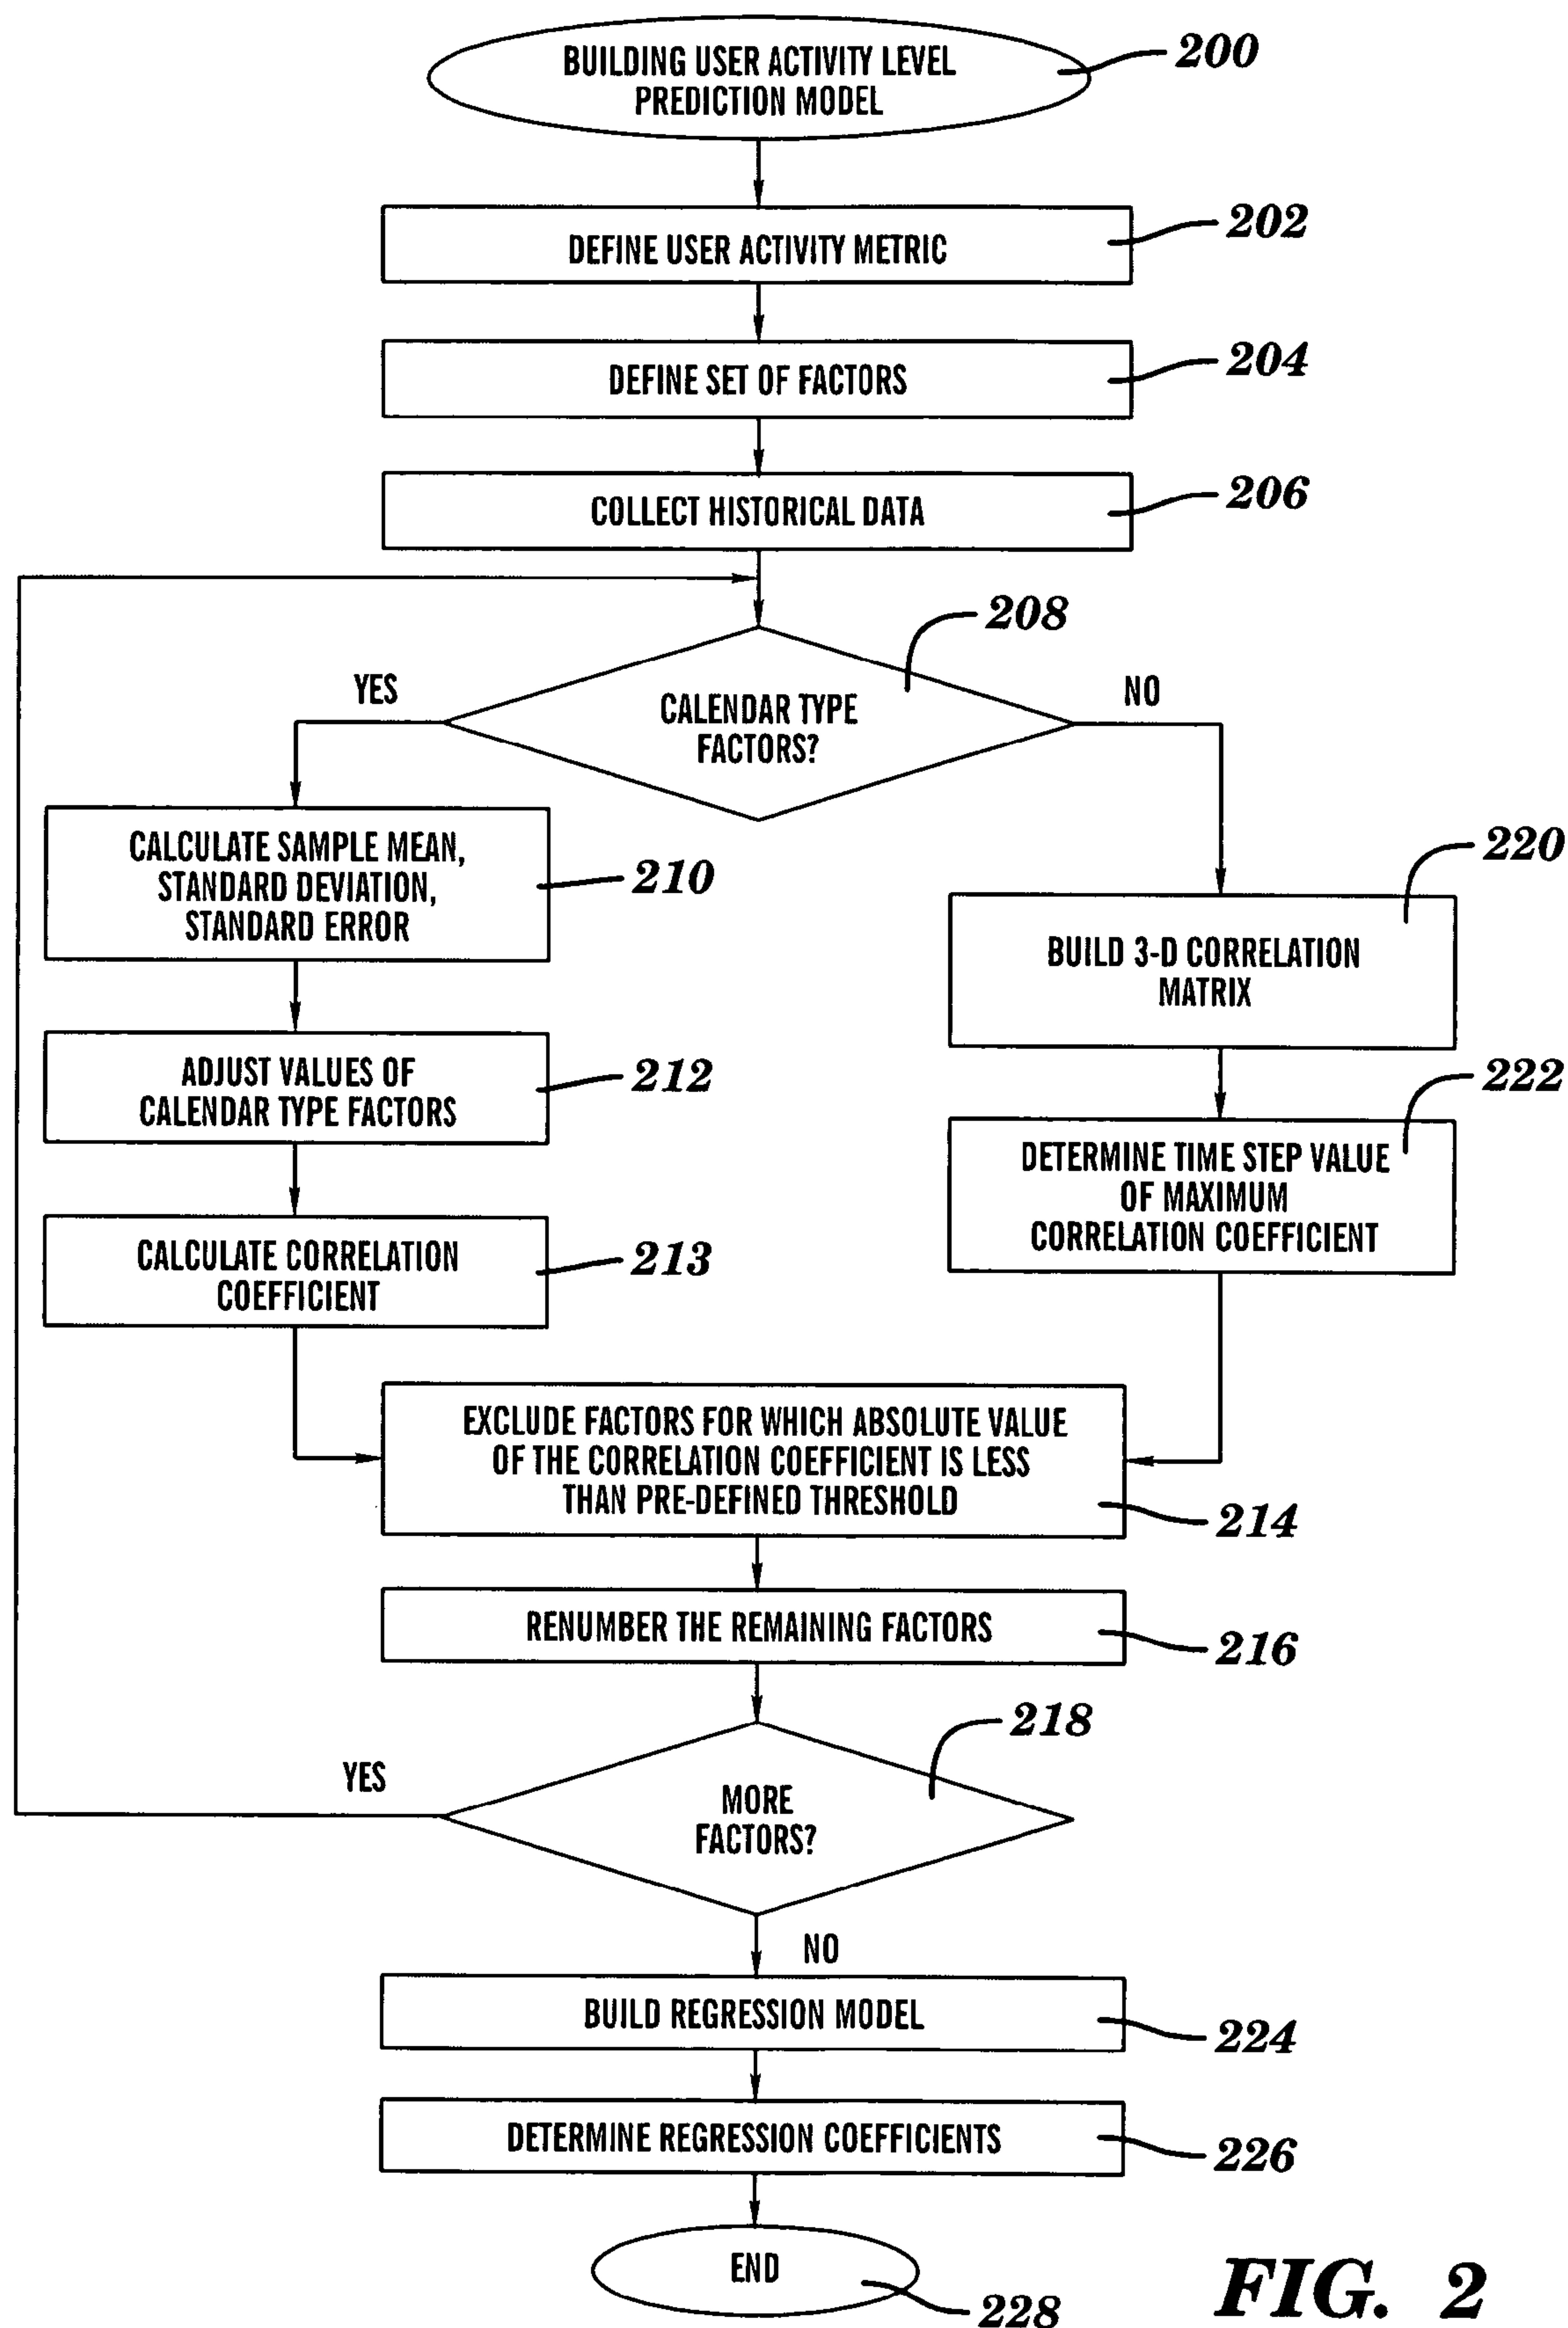 BUILDING USER ACTIVITY LEVEL
PREDICTION MODEL
200
DEFINE USER ACTIVITY METRIC
202
DEFINE SET OF FACTORS
204
COLLECT HISTORICAL DATA
206
208
YES
NO
CALENDAR TYPE
FACTORS?
CALCULATE SAMPLE MEAN,
STANDARD DEVIATION,
STANDARD ERROR
210
220
BUILD 3-D CORRELATION
MATRIX
ADJUST VALUES OF
CALENDAR TYPE FACTORS
212
222
DETERMINE TIME STEP VALUE
OF MAXIMUM
CORRELATION COEFFICIENT
CALCULATE CORRELATION
COEFFICIENT
213
EXCLUDE FACTORS FOR WHICH ABSOLUTE VALUE
OF THE CORRELATION COEFFICIENT IS LESS
THAN PRE-DEFINED THRESHOLD
214
RENUMBER THE REMAINING FACTORS
216
218
YES
MORE
FACTORS?
NO
BUILD REGRESSION MODEL
224
DETERMINE REGRESSION COEFFICIENTS
226
END
228
FIG. 2